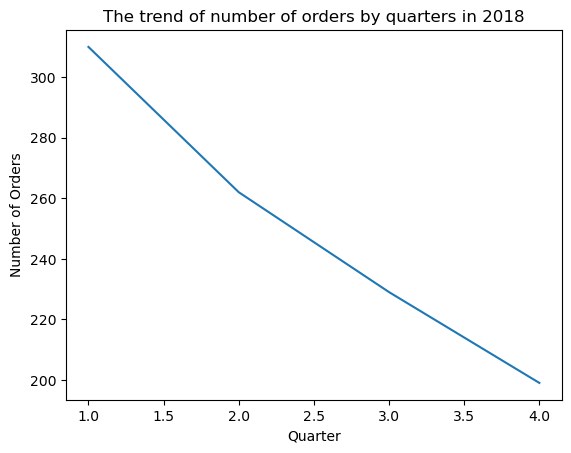 The trend of number of orders by quarters in 2018
Number of Orders
300
280
260
240
220
200
1.0 1.5 2.0 2.5 3.0 3.5 4.0
Quarter